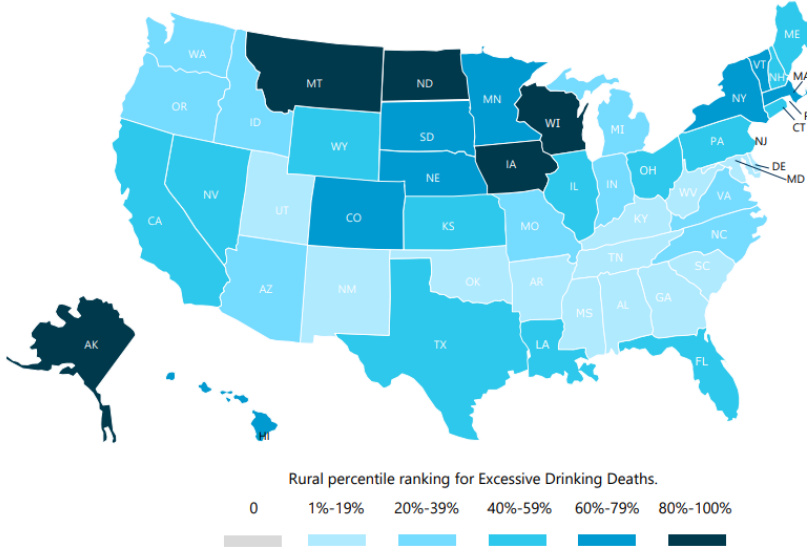 ME
WA
VT
MT
ND
NH
MA
MN
OR
NY
ID
WI
SD
MI
CT
WY
PA
NJ
IA
NE
OH
DE
IL
IN
MD
NV
UT
WV
VA
CO
CA
KS
MO
KY
NC
TN
OK
AZ
NM
AR
SC
MS
AL
GA
AK
TX
LA
FL
HI
Rural percentile ranking for Excessive Drinking Deaths.
0 1%-19% 20%-39% 40%-59% 60%-79% 80%-100%